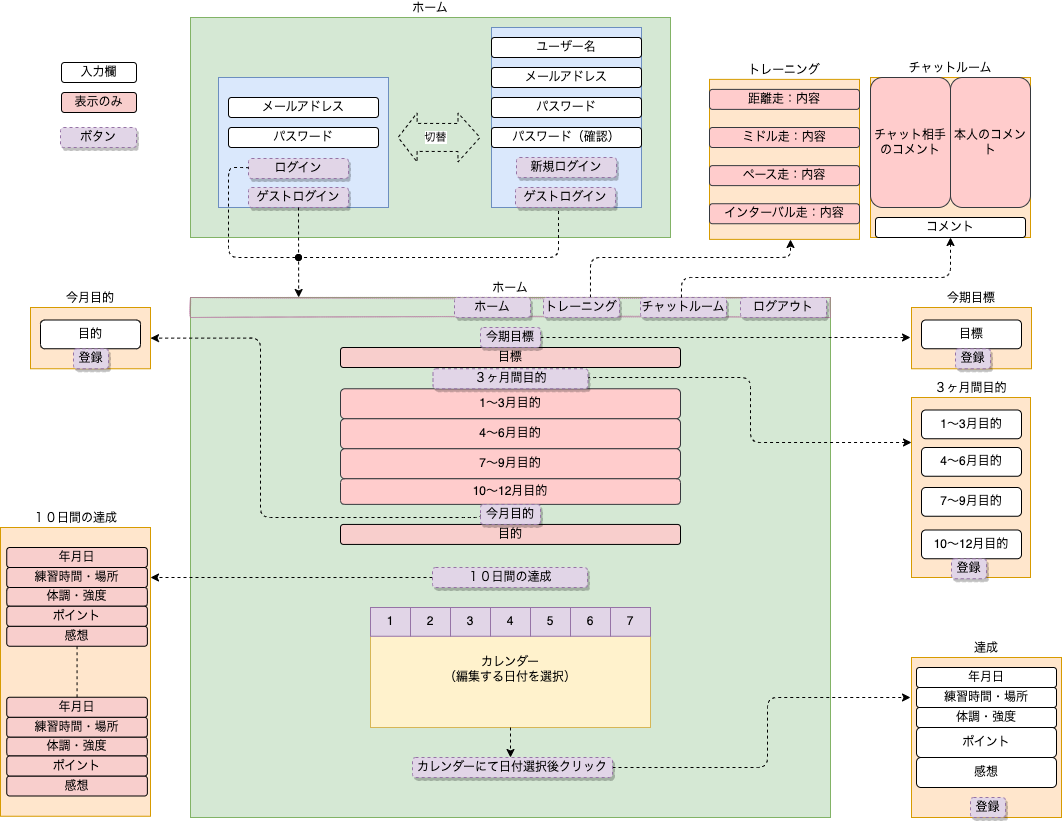 ホーム
入力欄
表示のみ
ボタン
メールアドレス
パスワード
ログイン
ゲストログイン
切替
ユーザー名
メールアドレス
パスワード
パスワード（確認）
新規ログイン
ゲストログイン
トレーニング
距離走：内容
ミドル走：内容
ペース走：内容
インターバル走：内容
チャットルーム
チャット相手
のコメント
本人のコメン
ト
コメント
ホーム
ホーム
トレーニング
チャットルーム
ログアウト
今期目標
目標
３ヶ月間目的
1〜3月目的
4〜6月目的
7〜9月目的
10〜12月目的
今月目的
目的
１０日間の達成
1
2
3
4
5
6
7
カレンダー
（編集する日付を選択）
カレンダーにて日付選択後クリック
今月目的
目的
登録
１０日間の達成
年月日
練習時間・場所
体調・強度
ポイント
感想
年月日
練習時間・場所
体調・強度
ポイント
感想
今期目標
目標
登録
３ヶ月間目的
1〜3月目的
4〜6月目的
7〜9月目的
10〜12月目的
登録
達成
年月日
練習時間・場所
体調・強度
ポイント
感想
登録